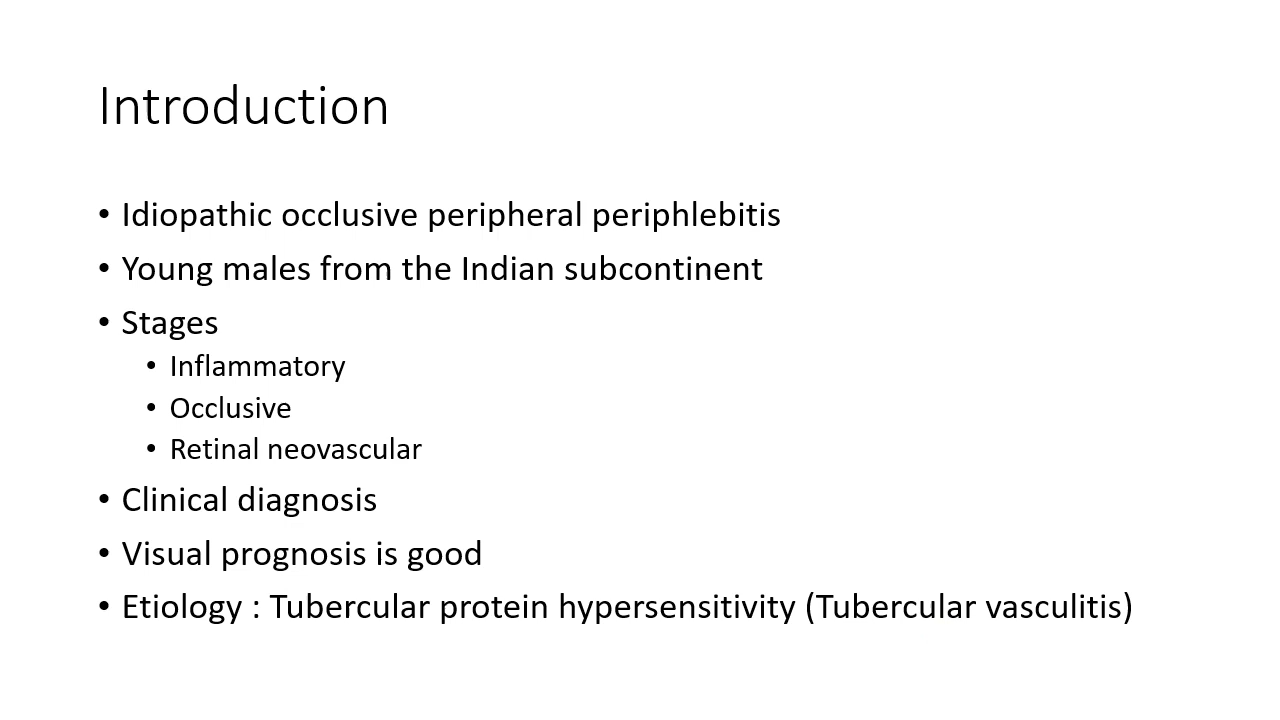 Introduction
• Idiopathic occlusive peripheral periphlebitis
• Young males from the Indian subcontinent
• Stages
• Inflammatory
• Occlusive
• Retinal neovascular
• Clinical diagnosis
• Visual prognosis is good
• Etiology : Tubercular protein hypersensitivity (Tubercular vasculitis)